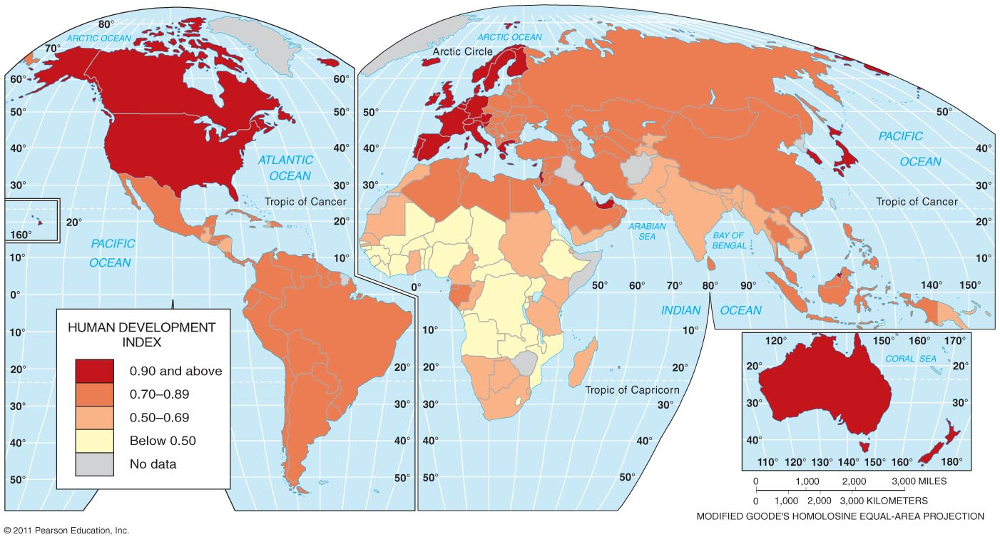 80°
ARCTIC OCEAN
70°
60°
50°
40°
30°
20°
160°
10°
0°
10°
20°
30°
40°
50°
60°
50°
40°
30°
20°
10°
ATLANTIC
OCEAN
Tropic of Cancer
PACIFIC
OCEAN
ARCTIC OCEAN
Arctic Circle
50°
40°
30°
0°
10°
20°
30°
40°
50°
20°
30°
40°
50°
ARABIAN
SEA
BAY OF
BENGAL
50°
60°
70°
80°
90°
140°
150°
INDIAN
OCEAN
10°
20°
Tropic of Capricorn
30°
40°
50°
50°
PACIFIC
40°
OCEAN
30°
Tropic of Cancer
20°
10°
HUMAN DEVELOPMENT
INDEX
0.90 and above
0.70–0.89
0.50–0.69
Below 0.50
No data
120°
150°
160°
170°
CORAL SEA
20°
20°
30°
30°
40°
40°
110°
120°
130°
140°
150°
160°
180°
0 1,000 2,000 3,000 MILES
0 1,000 2,000 3,000 KILOMETERS
MODIFIED GOODE'S HOMOLOSINE EQUAL-AREA PROJECTION
© 2011 Pearson Education, Inc.